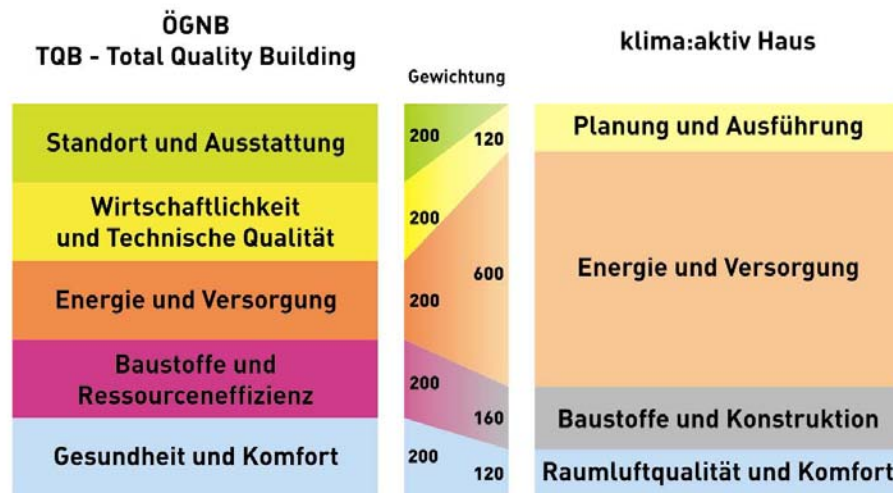 ÖGNB
TQB - Total Quality Building
klima:aktiv Haus
Gewichtung
Standort und Ausstattung
200
120
Planung und Ausführung
Wirtschaftlichkeit
und Technische Qualität
200
Energie und Versorgung
200
600
Energie und Versorgung
Baustoffe und
Ressourceneffizienz
200
160
Baustoffe und Konstruktion
Gesundheit und Komfort
200
120
Raumluftqualität und Komfort